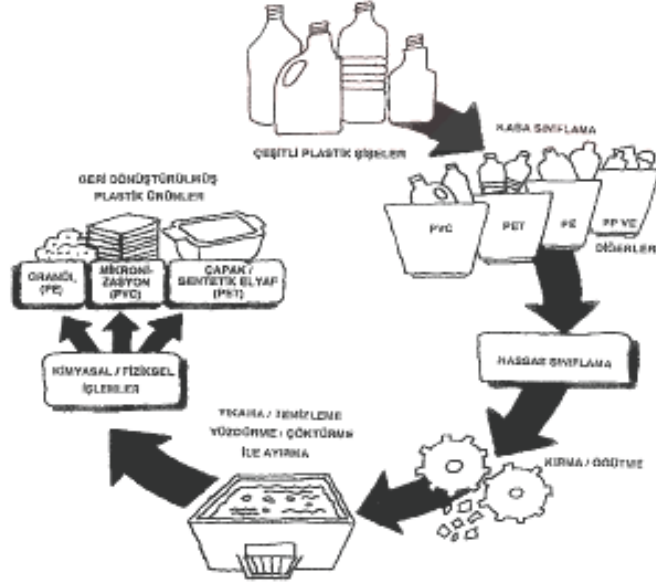 ÇEŞİTLİ PLASTİK ŞİŞELER
KABA SINIFLAMA
PVC
PET
PE
PP VE
DİĞERLERİ
HASSAS SINIFLAMA
KIRMA / ÖĞÜTME
YIKAMA / TEMİZLEME
YÜZDÜRME / ÇÖKTÜRME
İLE AYIRMA
KİMYASAL / FİZİKSEL
İŞLEMLER
GRANÜL
(PE)
MİKRONİ-
ZASYON
(PVC)
ÇAPAK /
SENTETİK ELYAF
(PET)
GERİ DÖNÜŞTÜRÜLMÜŞ
PLASTİK ÜRÜNLER